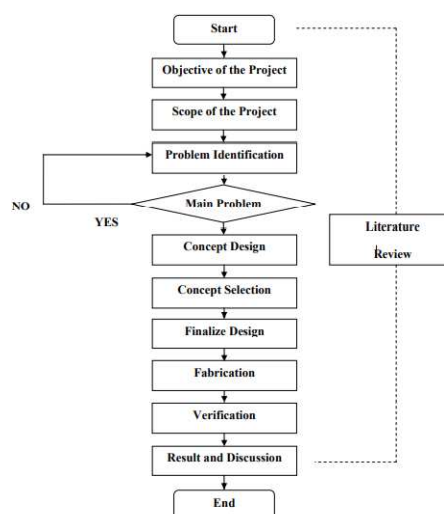 Start
Objective of the Project
Scope of the Project
Problem Identification
Main Problem
NO
YES
Concept Design
Concept Selection
Finalize Design
Fabrication
Verification
Result and Discussion
End
Literature
Review